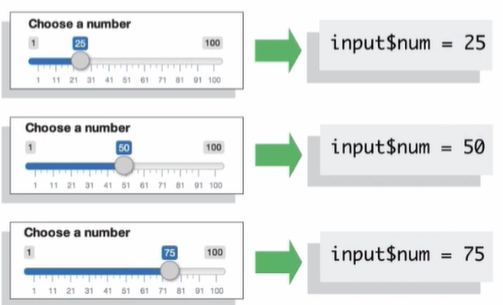 Choose a number
1 25 100
1 11 21 31 41 51 61 71 81 91 100
input$num = 25
Choose a number
1 50 100
1 11 21 31 41 51 61 71 81 91 100
input$num = 50
Choose a number
1 75 100
1 11 21 31 41 51 61 71 81 91 100
input$num = 75